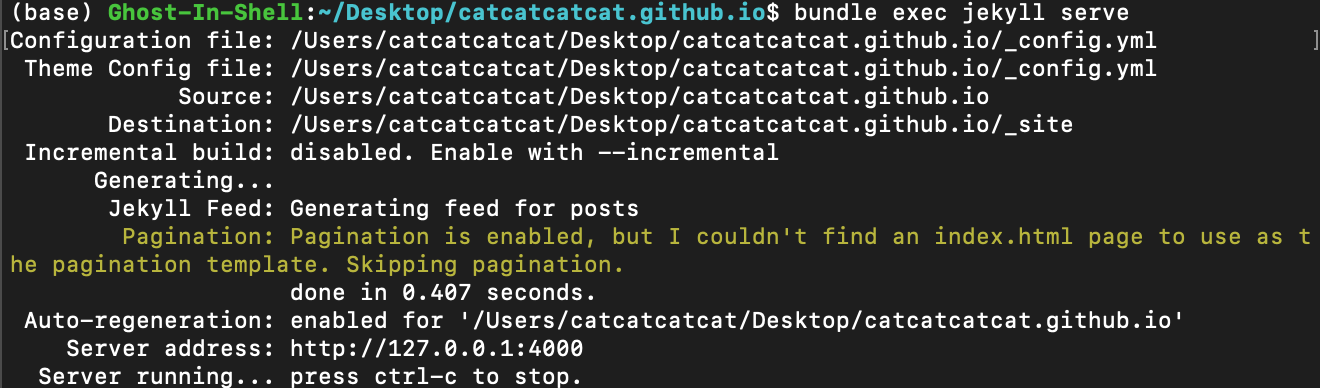 (base) Ghost-In-Shell:~/Desktop/catcatcatcat.github.io$ bundle exec jekyll serve
[Configuration file: /Users/catcatcatcat/Desktop/catcatcatcat.github.io/_config.yml ]
Theme Config file: /Users/catcatcatcat/Desktop/catcatcatcat.github.io/_config.yml
Source: /Users/catcatcatcat/Desktop/catcatcatcat.github.io
Destination: /Users/catcatcatcat/Desktop/catcatcatcat.github.io/_site
Incremental build: disabled. Enable with --incremental
Generating...
Jekyll Feed: Generating feed for posts
Pagination: Pagination is enabled, but I couldn't find an index.html page to use as t
he pagination template. Skipping pagination.
done in 0.407 seconds.
Auto-regeneration: enabled for '/Users/catcatcatcat/Desktop/catcatcatcat.github.io'
Server address: http://127.0.0.1:4000
Server running... press ctrl-c to stop.